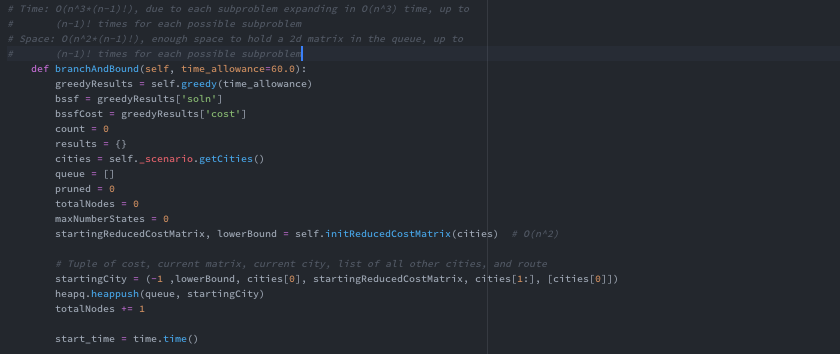 # Time: O(n^3*(n-1)!), due to each subproblem expanding in O(n^3) time, up to
#       (n-1)! times for each possible subproblem
# Space: O(n^2*(n-1)!), enough space to hold a 2d matrix in the queue, up to
#       (n-1)! times for each possible subproblem
    def branchAndBound(self, time_allowance=60.0):
        greedyResults = self.greedy(time_allowance)
        bssf = greedyResults['soln']
        bssfCost = greedyResults['cost']
        count = 0
        results = {}
        cities = self._scenario.getCities()
        queue = []
        pruned = 0
        totalNodes = 0
        maxNumberStates = 0
        startingReducedCostMatrix, lowerBound = self.initReducedCostMatrix(cities)  # O(n^2)

        # Tuple of cost, current matrix, current city, list of all other cities, and route
        startingCity = (-1 ,lowerBound, cities[0], startingReducedCostMatrix, cities[1:], [cities[0]])
        heapq.heappush(queue, startingCity)
        totalNodes += 1

        start_time = time.time()